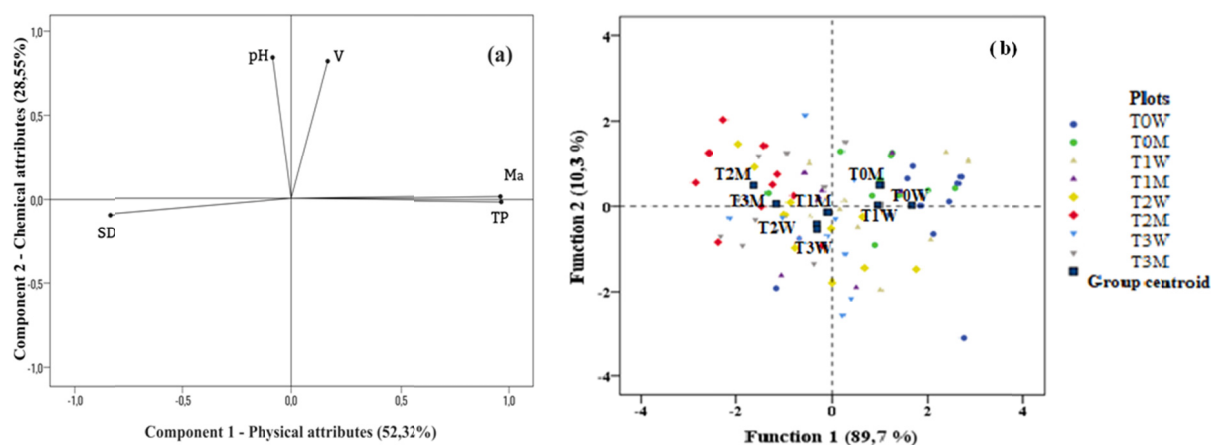 (a)
Component 2 - Chemical attributes (28,55%)
1,0
0,5
0,0
-0,5
-1,0
pH
V
Ma
TP
SD
-1,0
-0,5
0,0
0,5
1,0
Component 1 - Physical attributes (52,32%)
(b)
Function 2 (10,3 %)
4
2
0
-2
-4
T2M
T3M
T1M
T0M
T0W
T1W
T2W
T3W
-4
-2
0
2
4
Function 1 (89,7 %)
Plots
T0W
T0M
T1W
T1M
T2W
T2M
T3W
T3M
Group centroid